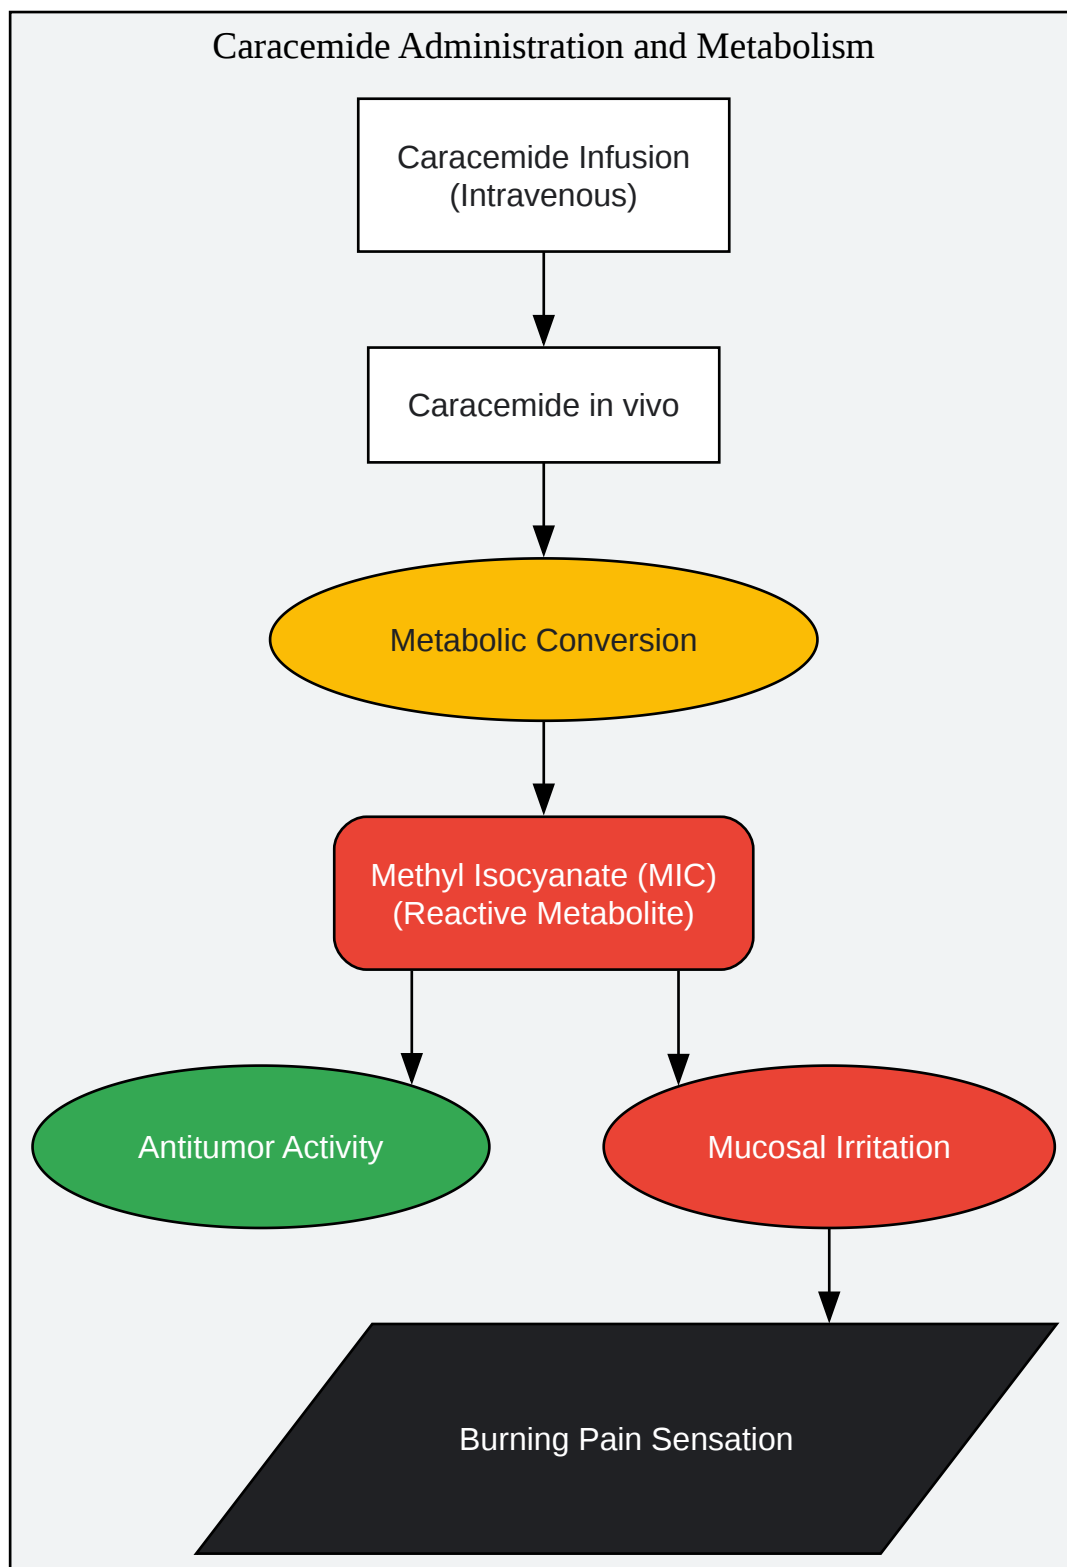 Caracemide Administration and Metabolism
Caracemide Infusion
(Intravenous)
Caracemide in vivo
Metabolic Conversion
Methyl Isocyanate (MIC)
(Reactive Metabolite)
Antitumor Activity
Mucosal Irritation
Burning Pain Sensation